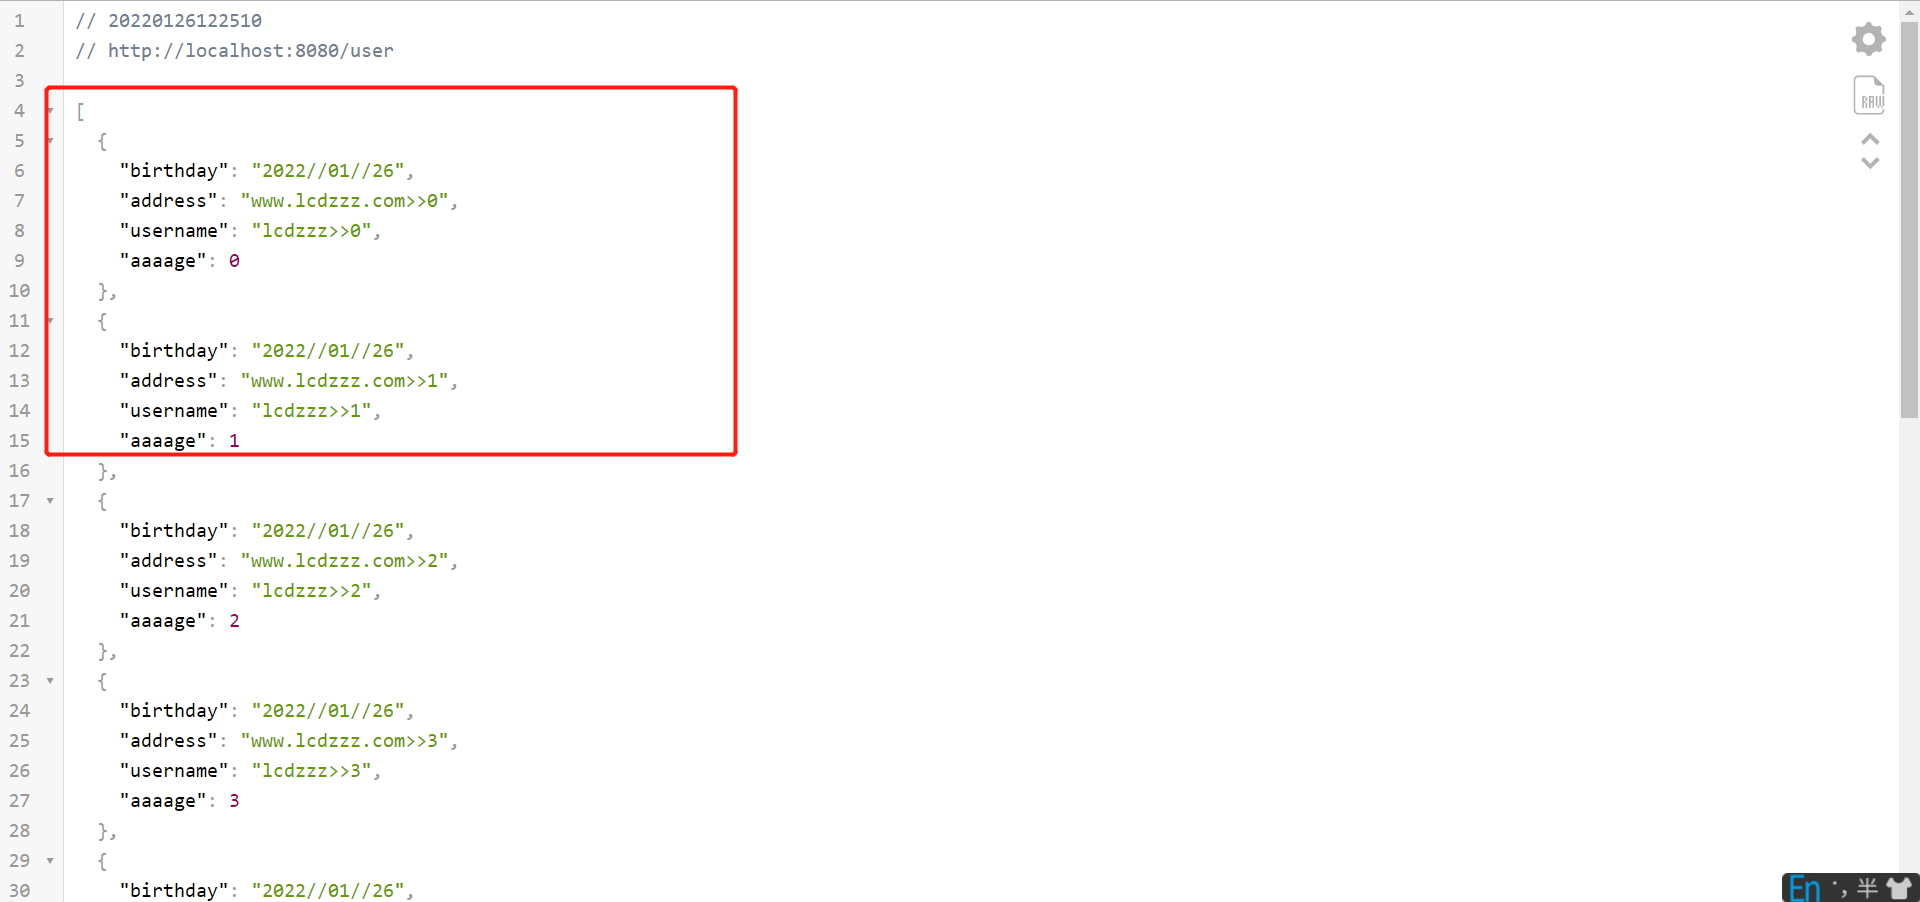 1 // 20220126122510
2 // http://localhost:8080/user
3
4 [
5 {
6 "birthday": "2022//01//26",
7 "address": "www.lcdzzz.com>>0",
8 "username": "lcdzzz>>0",
9 "aaaage": 0
10 },
11 {
12 "birthday": "2022//01//26",
13 "address": "www.lcdzzz.com>>1",
14 "username": "lcdzzz>>1",
15 "aaaage": 1
16 },
17 {
18 "birthday": "2022//01//26",
19 "address": "www.lcdzzz.com>>2",
20 "username": "lcdzzz>>2",
21 "aaaage": 2
22 },
23 {
24 "birthday": "2022//01//26",
25 "address": "www.lcdzzz.com>>3",
26 "username": "lcdzzz>>3",
27 "aaaage": 3
28 },
29 {
30 "birthday": "2022//01//26",
RAW
En ·, 半